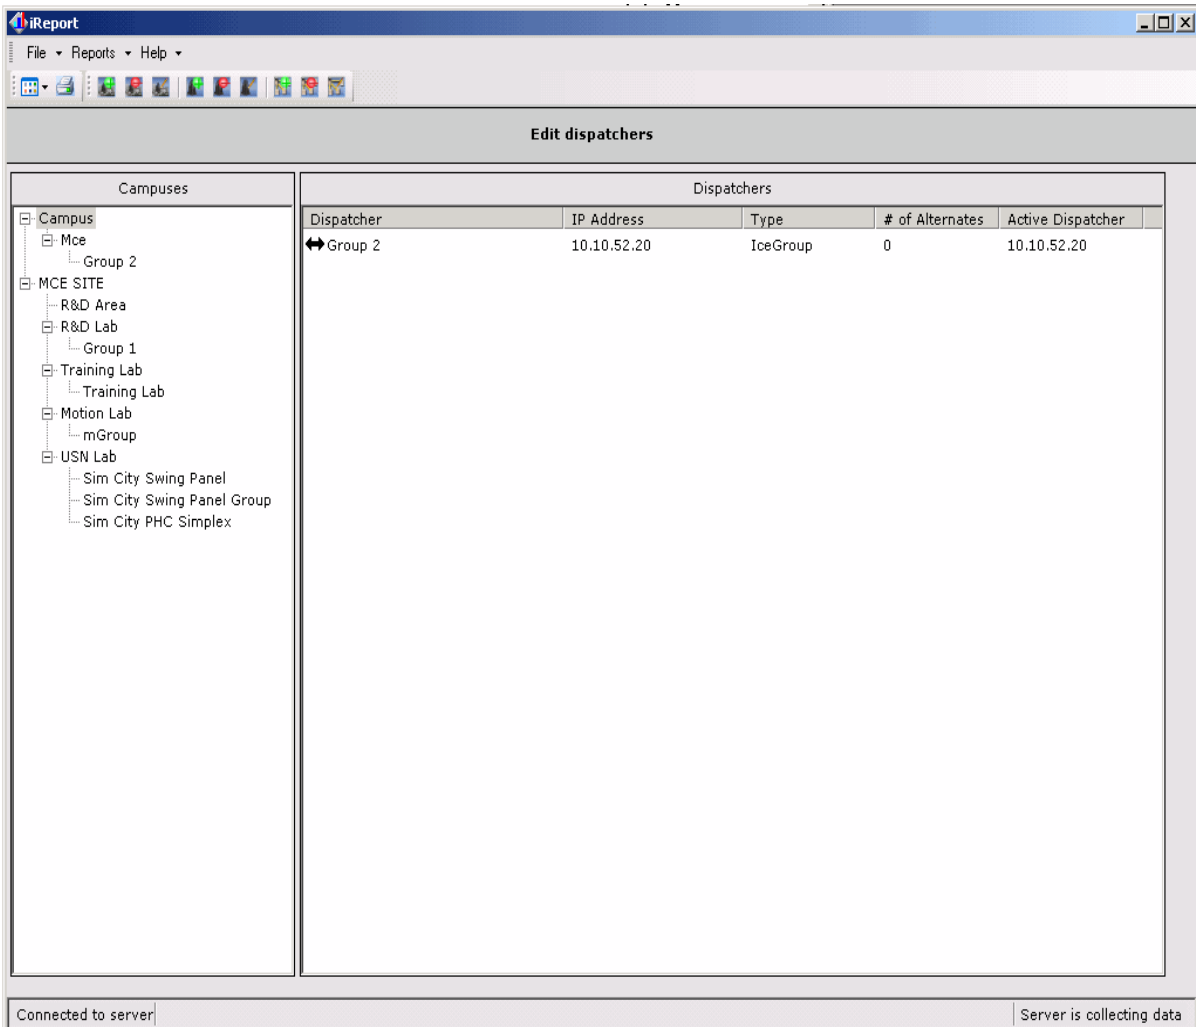 iReport
File Reports Help
Edit dispatchers
Campuses
Campus
Mce
Group 2
MCE SITE
R&D Area
R&D Lab
Group 1
Training Lab
Training Lab
Motion Lab
mGroup
USN Lab
Sim City Swing Panel
Sim City Swing Panel Group
Sim City PHC Simplex
Dispatchers
Dispatcher IP Address Type # of Alternates Active Dispatcher
Group 2 10.10.52.20 IceGroup 0 10.10.52.20
Connected to server Server is collecting data